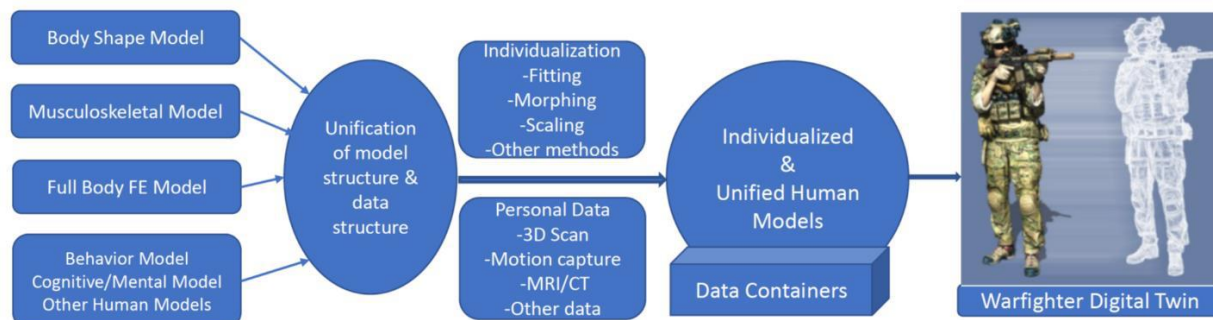 Body Shape Model
Musculoskeletal Model
Full Body FE Model
Behavior Model
Cognitive/Mental Model
Other Human Models
Unification
of model
structure &
data
structure
Individualization
-Fitting
-Morphing
-Scaling
-Other methods
Personal Data
-3D Scan
-Motion capture
-MRI/CT
-Other data
Individualized
&
Unified Human
Models
Data Containers
Warfighter Digital Twin